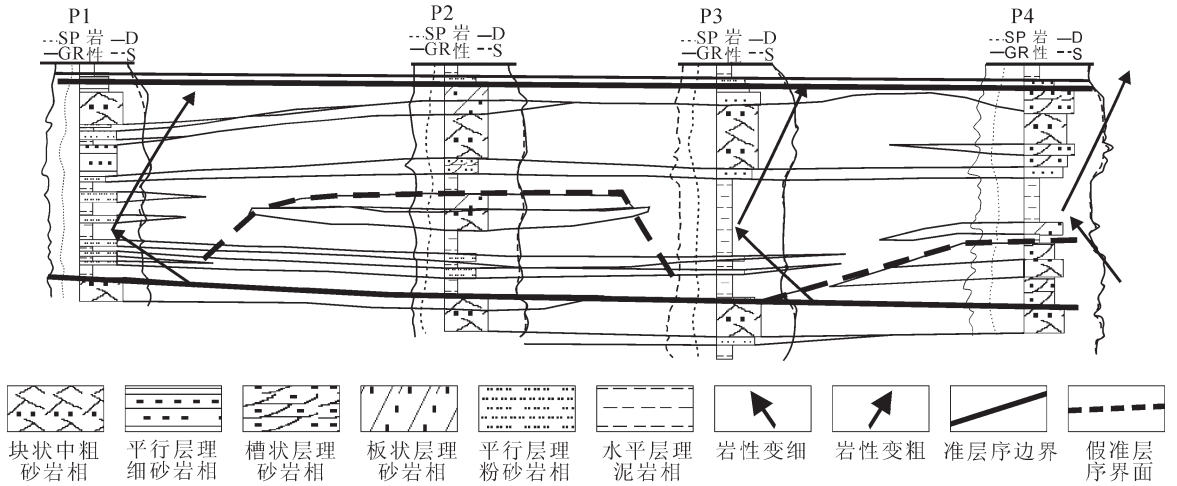 P1
SP 岩 D
GR 性 S
P2
SP 岩 D
GR 性 S
P3
SP 岩 D
GR 性 S
P4
SP 岩 D
GR 性 S
块状中粗
砂岩相
平行层理
细砂岩相
槽状层理
砂岩相
板状层理
砂岩相
平行层理
粉砂岩相
水平层理
泥岩相
岩性变细
岩性变粗
准层序边界
假准层
序界面